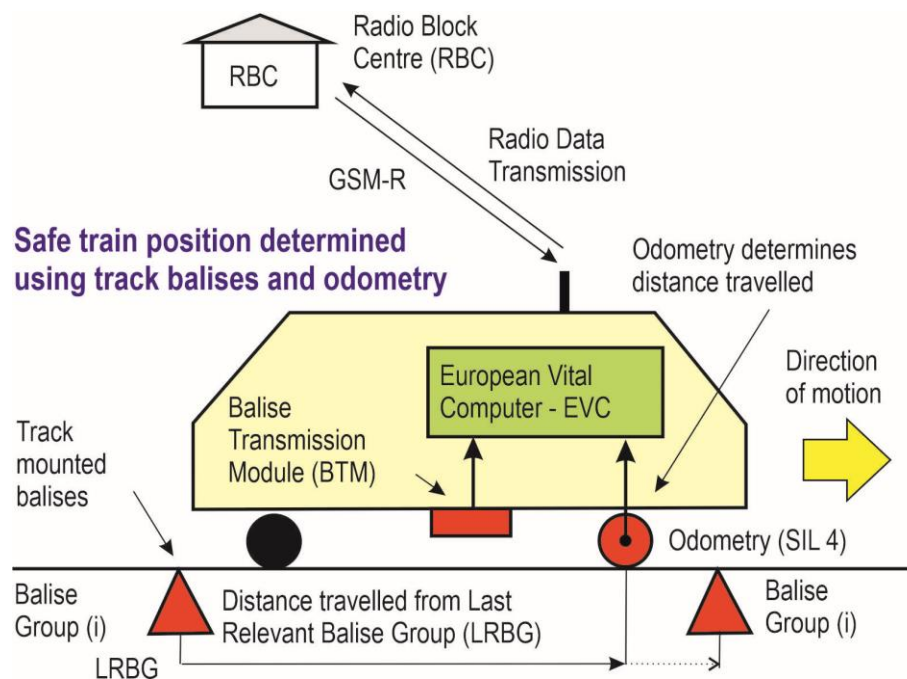 Radio Block
Centre (RBC)
RBC
Radio Data
Transmission
GSM-R
Safe train position determined
using track balises and odometry
Odometry determines
distance travelled
European Vital
Computer - EVC
Direction
of motion
Balise
Transmission
Module (BTM)
Track
mounted
balises
Odometry (SIL 4)
Balise
Group (i)
Distance travelled from Last
Relevant Balise Group (LRBG)
Balise
Group (i)
LRBG